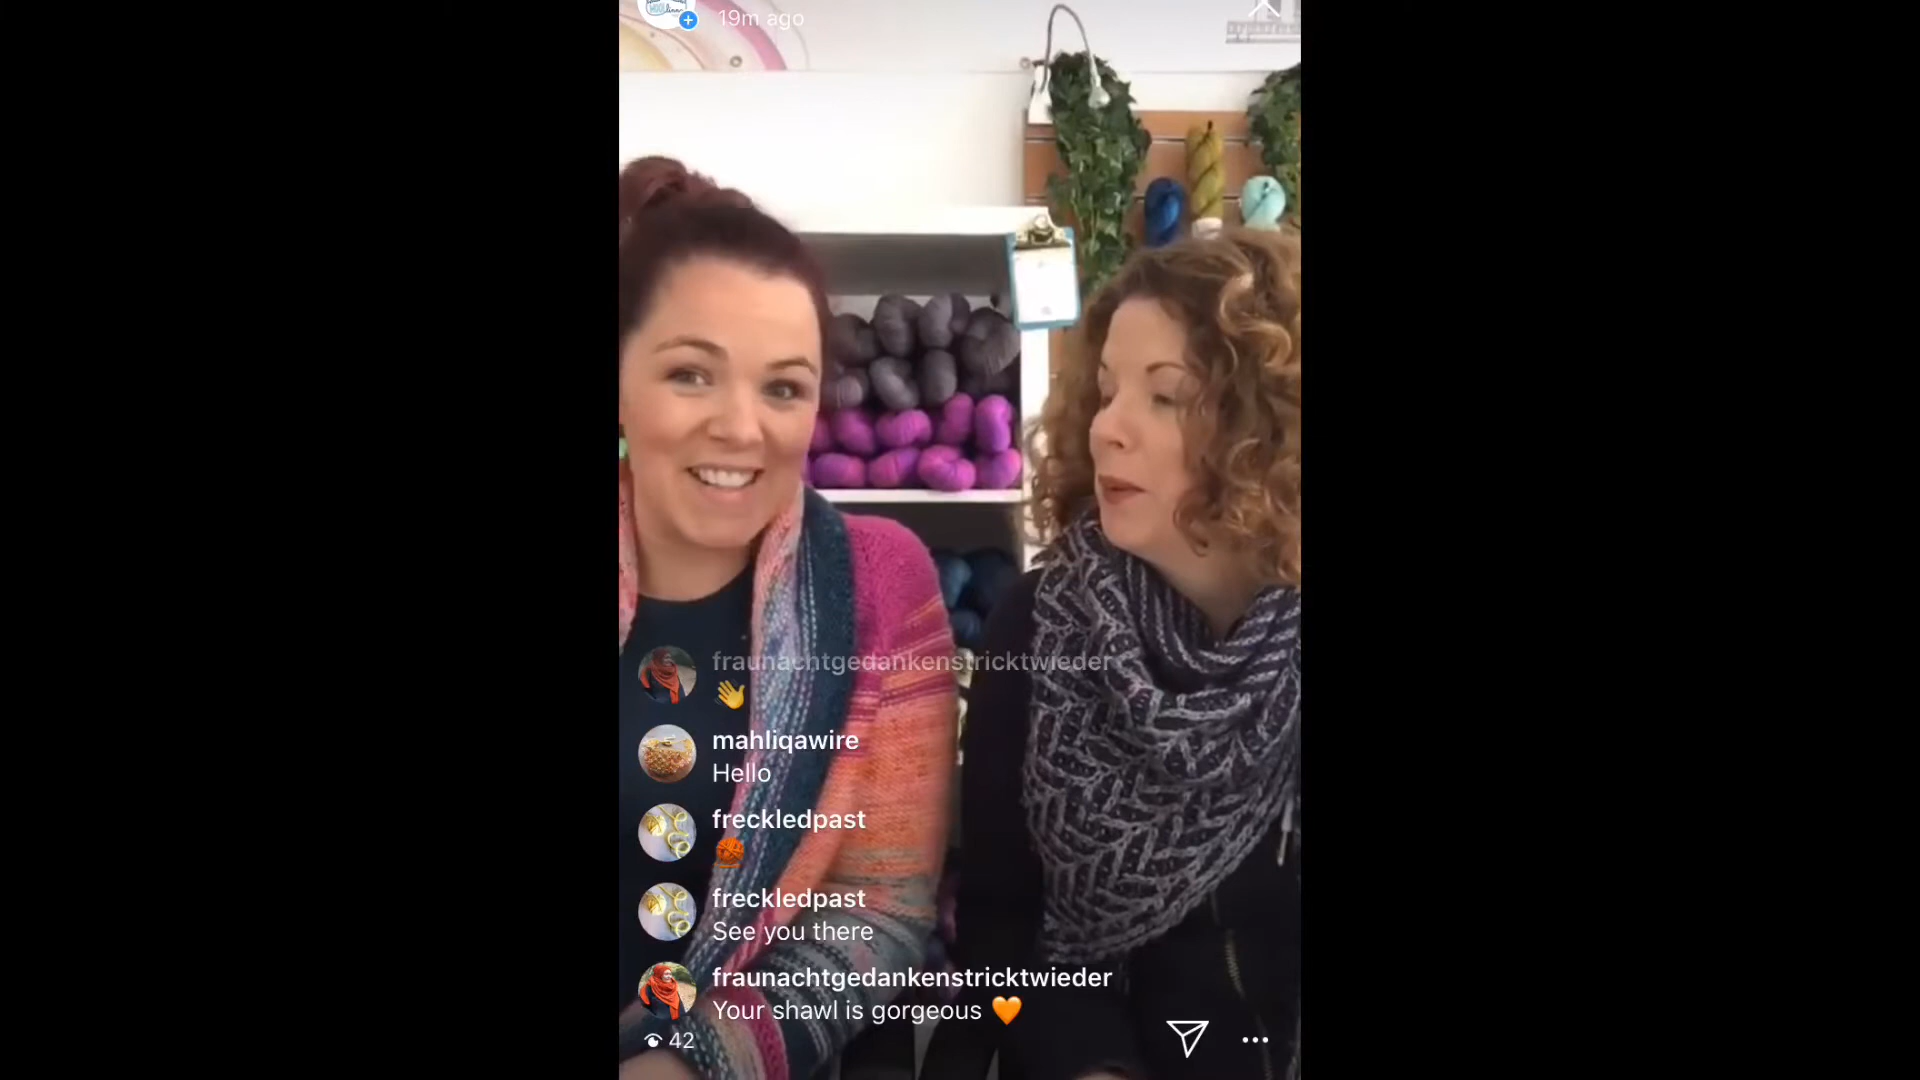 19m ago
fraunachtgedankenstricktwieder
👋
mahliqawire
Hello
freckledpast
🧶
freckledpast
See you there
fraunachtgedankenstricktwieder
Your shawl is gorgeous 🧡
42